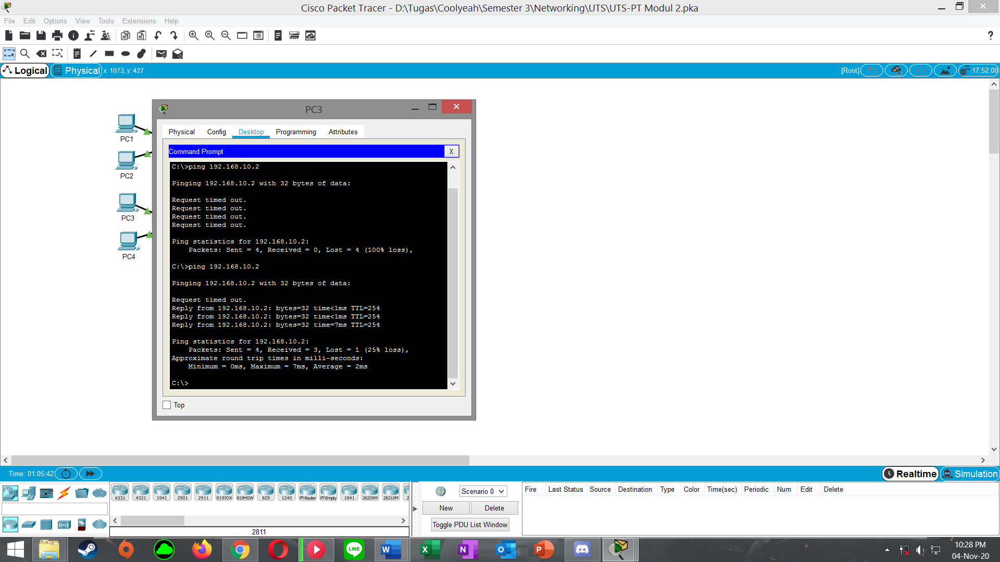 Cisco Packet Tracer - D:\Tugas\Coolyeah\Semester 3\Networking\UTS\UTS-PT Modul 2.pka
File Edit Options View Tools Extensions Help
?
Logical Physical x: 1073, y: 427 [Root] 17:52:00
PC1
PC2
PC3
PC4
PC3
Physical Config Desktop Programming Attributes
Command Prompt X
C:\>ping 192.168.10.2
Pinging 192.168.10.2 with 32 bytes of data:
Request timed out.
Request timed out.
Request timed out.
Request timed out.
Ping statistics for 192.168.10.2:
Packets: Sent = 4, Received = 0, Lost = 4 (100% loss),
C:\>ping 192.168.10.2
Pinging 192.168.10.2 with 32 bytes of data:
Request timed out.
Reply from 192.168.10.2: bytes=32 time<1ms TTL=254
Reply from 192.168.10.2: bytes=32 time<1ms TTL=254
Reply from 192.168.10.2: bytes=32 time=7ms TTL=254
Ping statistics for 192.168.10.2:
Packets: Sent = 4, Received = 3, Lost = 1 (25% loss),
Approximate round trip times in milli-seconds:
Minimum = 0ms, Maximum = 7ms, Average = 2ms
C:\>
Top
Time: 01:05:42 Realtime Simulation
4331 4321 1941 2901 2911 819IOX 819HGW 829 1240 PT-Router PT-Empty 1841 2620XM 2621XM 2
2811
1 Scenario 0
New Delete
Toggle PDU List Window
Fire Last Status Source Destination Type Color Time(sec) Periodic Num Edit Delete
LINE W X N O P
10:28 PM
04-Nov-20